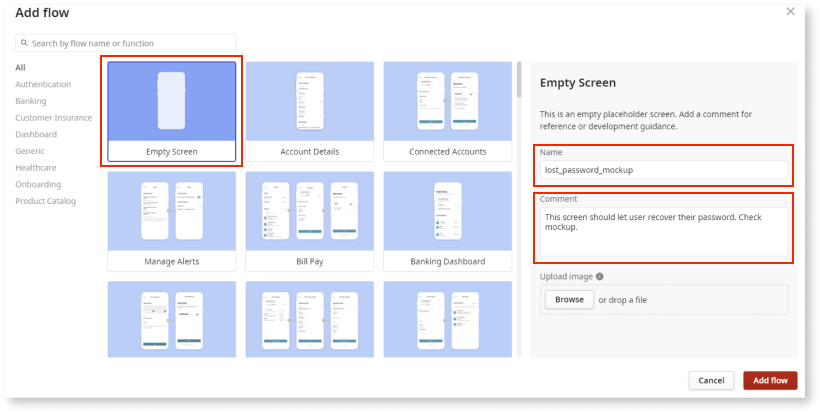 Add flow
Search by flow name or function
All
Authentication
Banking
Customer Insurance
Dashboard
Generic
Healthcare
Onboarding
Product Catalog
Empty Screen
Account Details
Connected Accounts
Manage Alerts
Bill Pay
Banking Dashboard
Empty Screen
This is an empty placeholder screen. Add a comment for
reference or development guidance.
Name
lost_password_mockup
Comment
This screen should let user recover their password. Check
mockup.
Upload image
Browse or drop a file
Cancel
Add flow